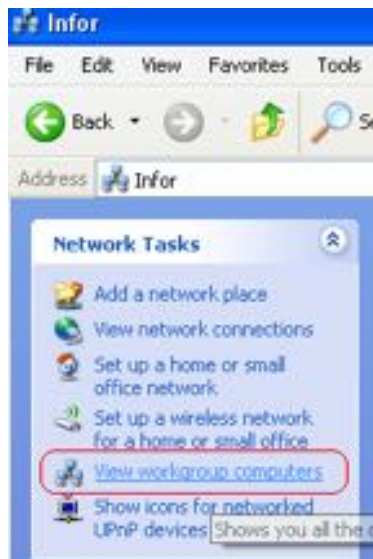 Infor
File Edit View Favorites Tools
Back
Address Infor
Network Tasks
Add a network place
View network connections
Set up a home or small
office network
Set up a wireless network
for a home or small office
View workgroup computers
Show icons for networked
UPnP devices
Shows you all the